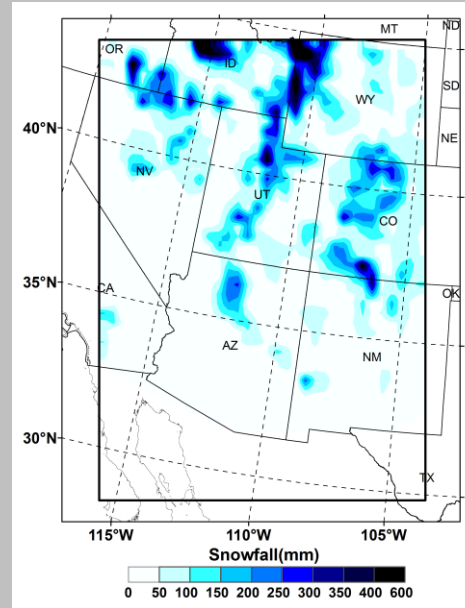 MT
ND
OR
ID
SD
WY
40°N
NE
NV
UT
CO
35°N
CA
OK
AZ
NM
30°N
TX
115°W 110°W 105°W
Snowfall(mm)
0 50 100 150 200 250 300 350 400 600